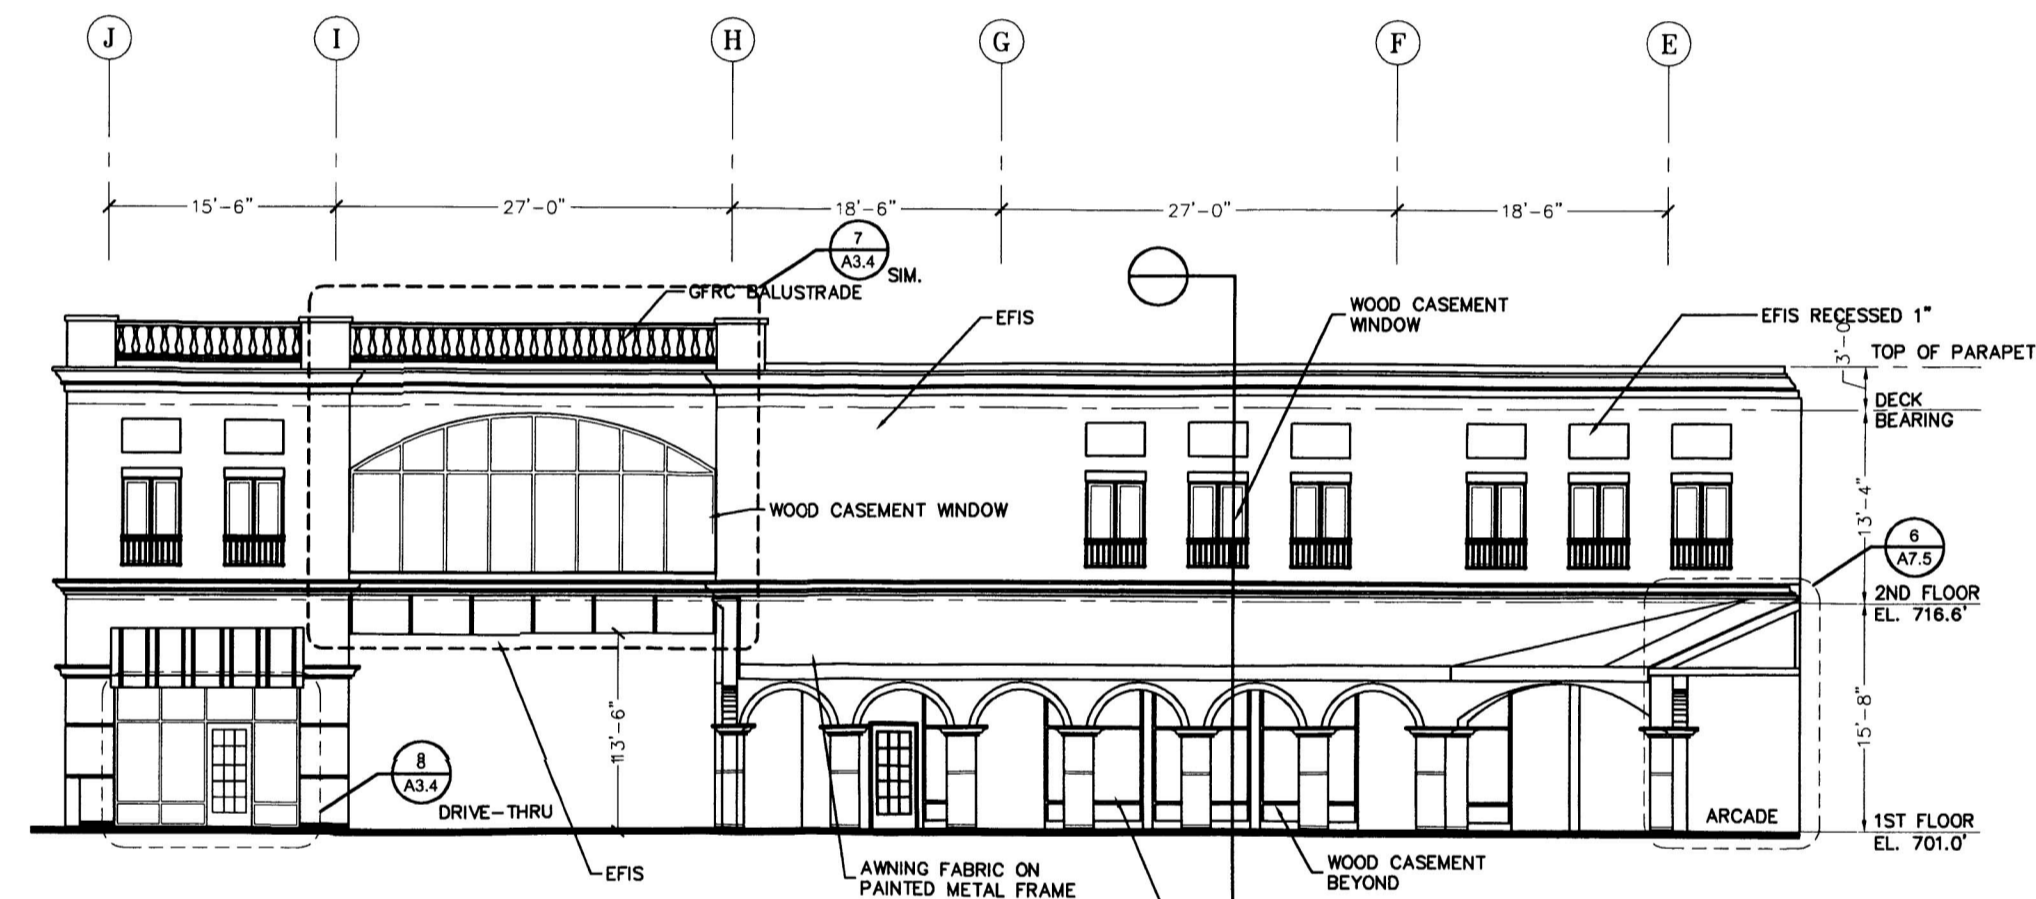 J
I
H
G
F
E
15'-6"
27'-0"
18'-6"
27'-0"
18'-6"
7
A3.4
SIM.
GFRC BALUSTRADE
EFIS
WOOD CASEMENT
WINDOW
EFIS RECESSED 1"
3'-0
TOP OF PARAPET
DECK
BEARING
WOOD CASEMENT WINDOW
13'-4"
6
A7.5
2ND FLOOR
EL. 716.6'
13'-6"
15'-8"
8
A3.4
DRIVE-THRU
ARCADE
1ST FLOOR
EL. 701.0'
EFIS
AWNING FABRIC ON
PAINTED METAL FRAME
WOOD CASEMENT
BEYOND